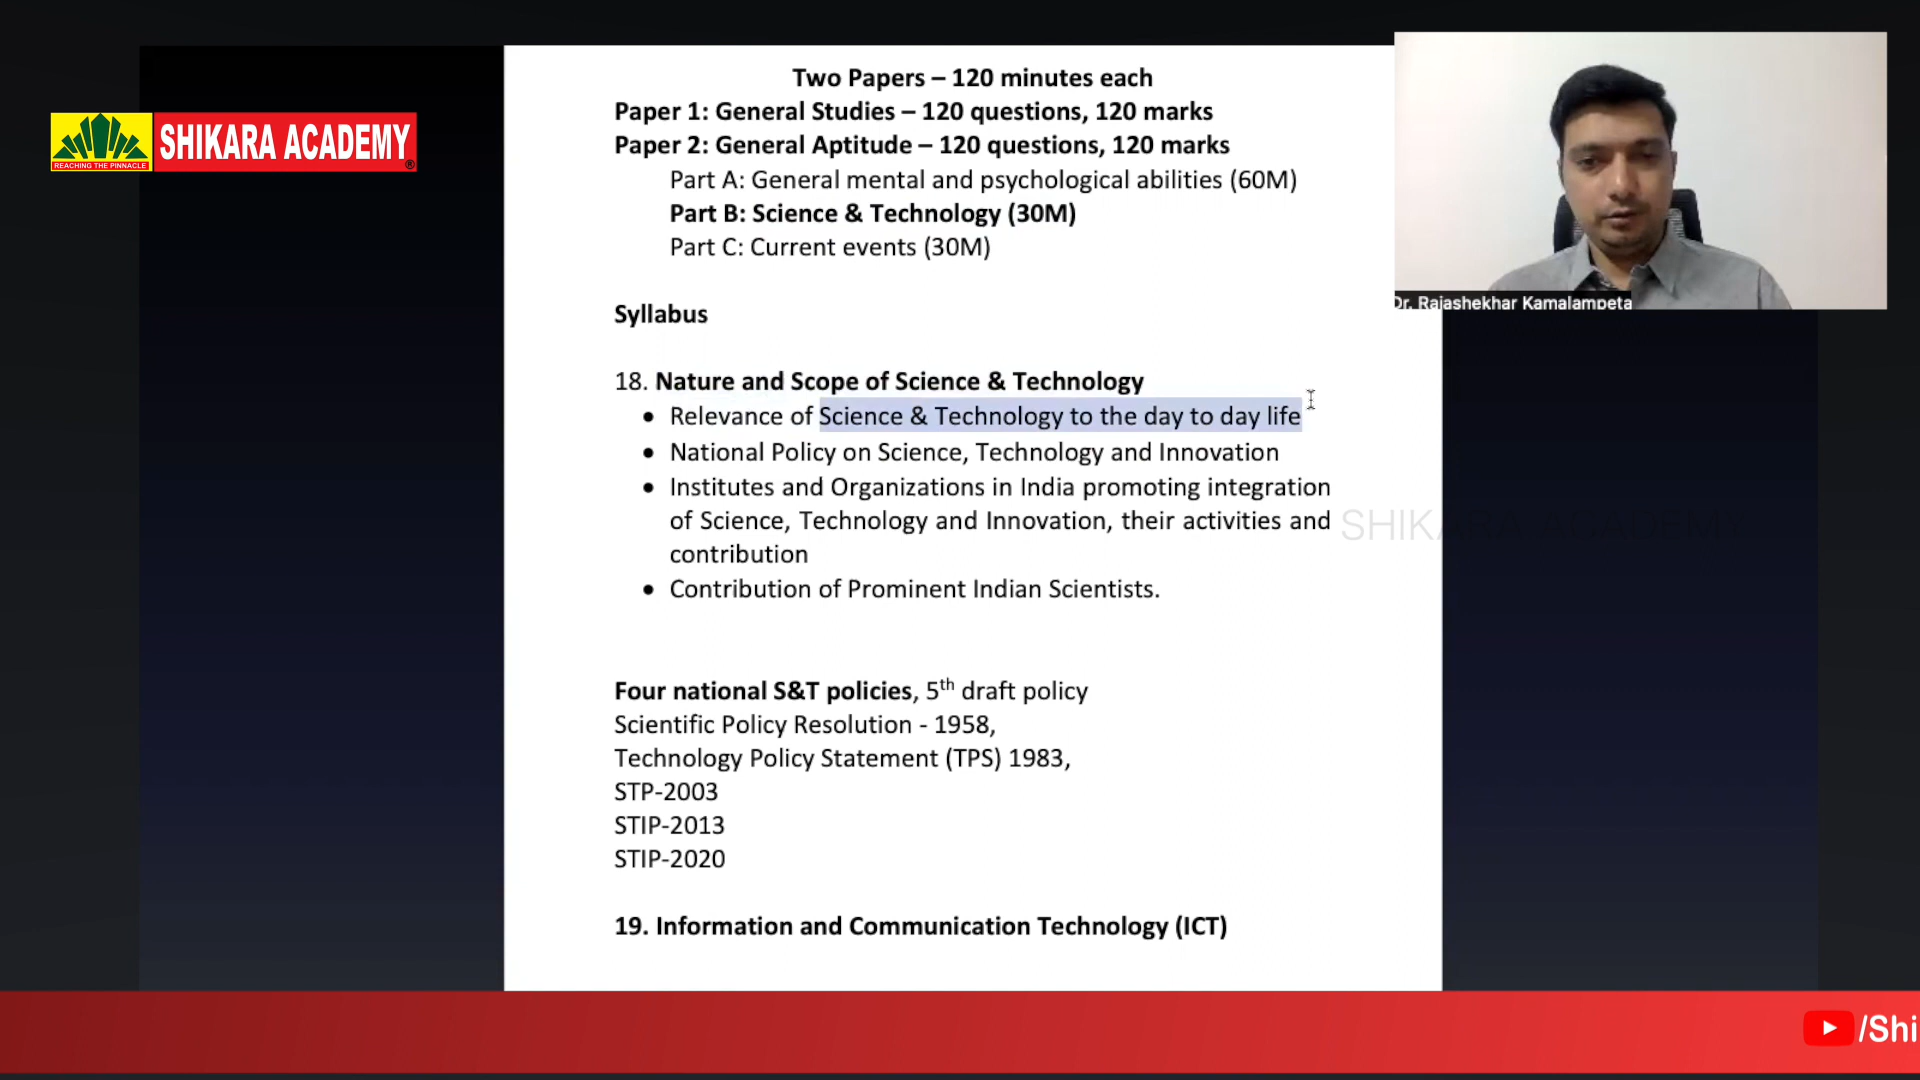 Two Papers – 120 minutes each
Paper 1: General Studies – 120 questions, 120 marks
Paper 2: General Aptitude – 120 questions, 120 marks
Part A: General mental and psychological abilities (60M)
Part B: Science & Technology (30M)
Part C: Current events (30M)
SHIKARA ACADEMY
REACHING THE PINNACLE
Dr. Rajashekhar Kamalampeta
Syllabus
18. Nature and Scope of Science & Technology
• Relevance of Science & Technology to the day to day life
• National Policy on Science, Technology and Innovation
• Institutes and Organizations in India promoting integration
of Science, Technology and Innovation, their activities and
contribution
• Contribution of Prominent Indian Scientists.
SHIKARA ACADEMY
Four national S&T policies, 5th draft policy
Scientific Policy Resolution - 1958,
Technology Policy Statement (TPS) 1983,
STP-2003
STIP-2013
STIP-2020
19. Information and Communication Technology (ICT)
/Shi